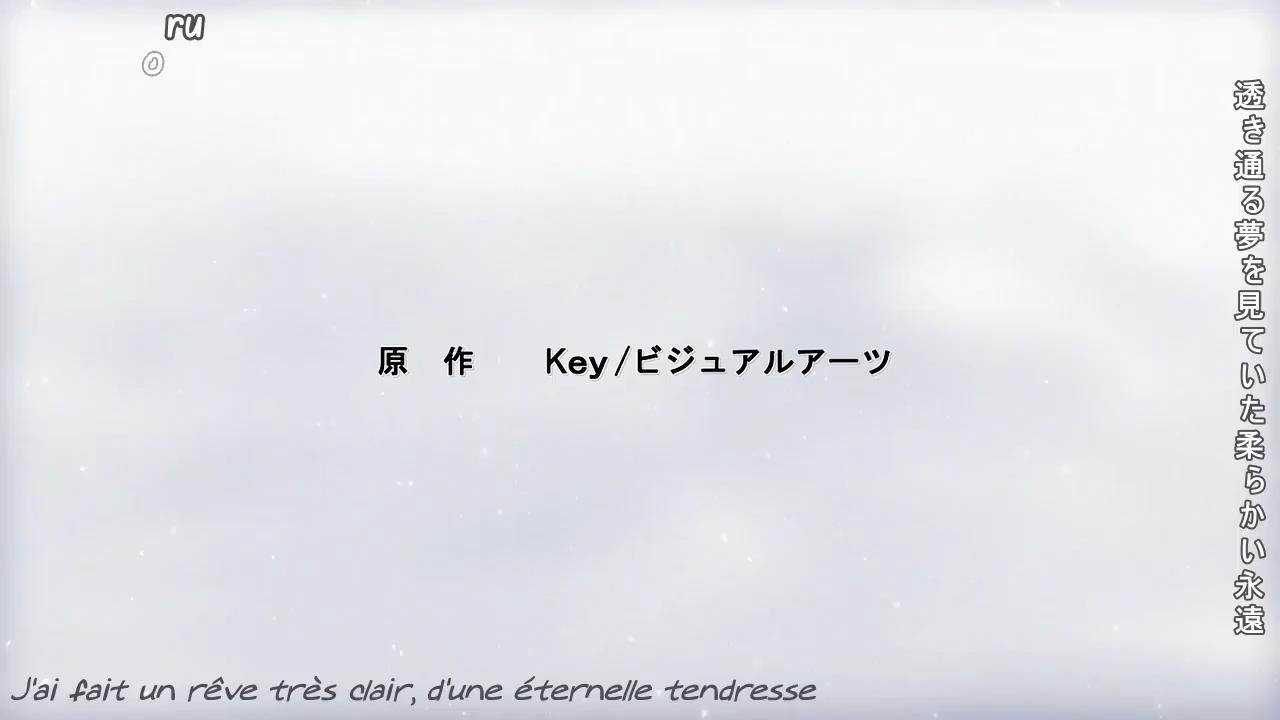 ru
o
原 作 Key/ビジュアルアーツ
透き通る夢を見ていた柔らかい永遠
J'ai fait un rêve très clair, d'une éternelle tendresse